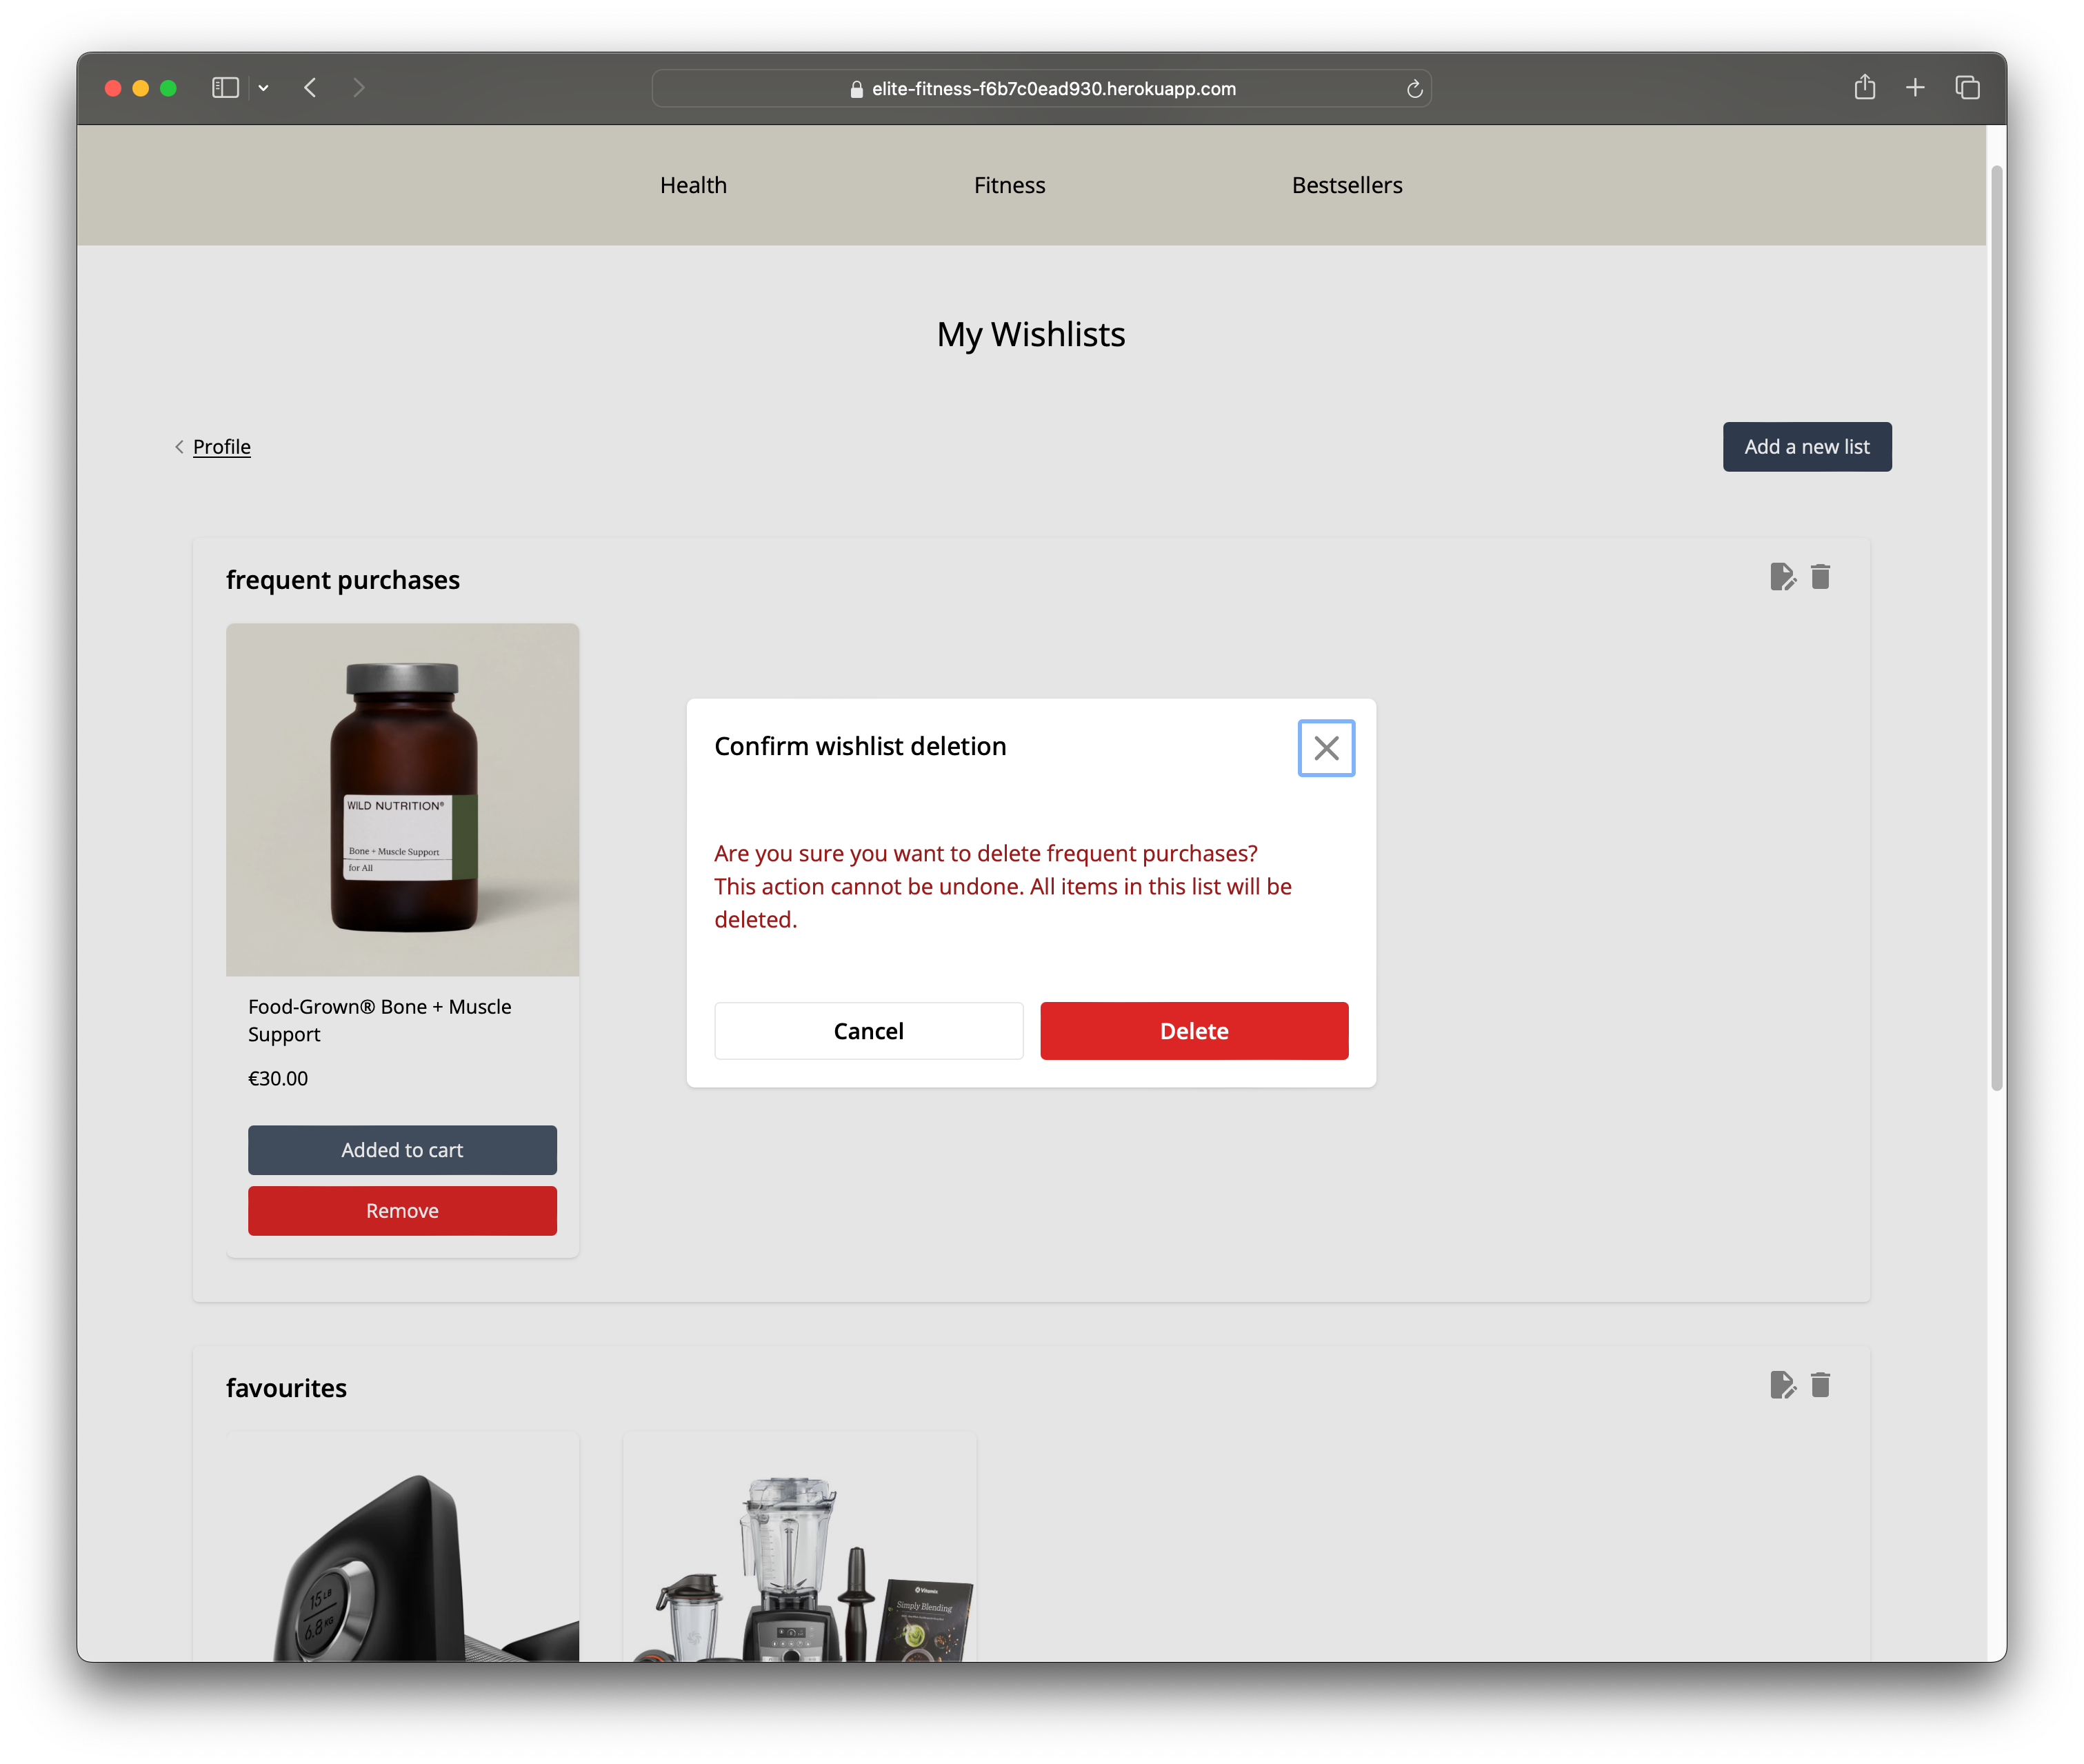 elite-fitness-f6b7c0ead930.herokuapp.com
Health
Fitness
Bestsellers
My Wishlists
Profile
Add a new list
frequent purchases
WILD NUTRITION®
Bone + Muscle Support
for All
Food-Grown® Bone + Muscle
Support
€30.00
Added to cart
Remove
Confirm wishlist deletion
Are you sure you want to delete frequent purchases?
This action cannot be undone. All items in this list will be
deleted.
Cancel
Delete
favourites
15 LB
6.8 KG
Vitamix
Simply Blending